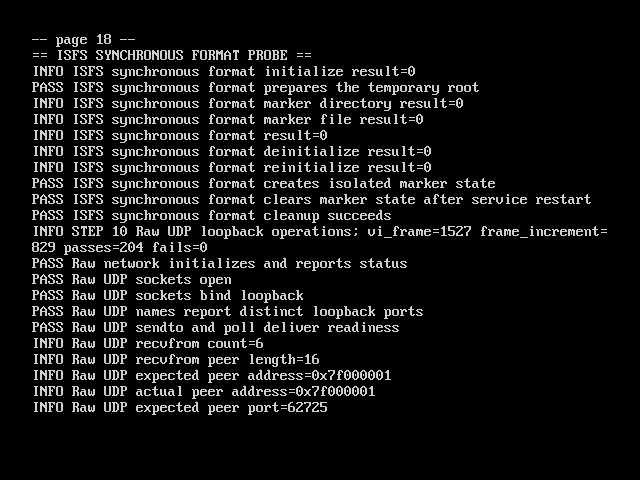 -- page 18 --
== ISFS SYNCHRONOUS FORMAT PROBE ==
INFO ISFS synchronous format initialize result=0
PASS ISFS synchronous format prepares the temporary root
INFO ISFS synchronous format marker directory result=0
INFO ISFS synchronous format marker file result=0
INFO ISFS synchronous format result=0
INFO ISFS synchronous format deinitialize result=0
INFO ISFS synchronous format reinitialize result=0
PASS ISFS synchronous format creates isolated marker state
PASS ISFS synchronous format clears marker state after service restart
PASS ISFS synchronous format cleanup succeeds
INFO STEP 10 Raw UDP loopback operations; vi_frame=1527 frame_increment=
829 passes=204 fails=0
PASS Raw network initializes and reports status
PASS Raw UDP sockets open
PASS Raw UDP sockets bind loopback
PASS Raw UDP names report distinct loopback ports
PASS Raw UDP sendto and poll deliver readiness
INFO Raw UDP recvfrom count=6
INFO Raw UDP recvfrom peer length=16
INFO Raw UDP expected peer address=0x7f000001
INFO Raw UDP actual peer address=0x7f000001
INFO Raw UDP expected peer port=62725